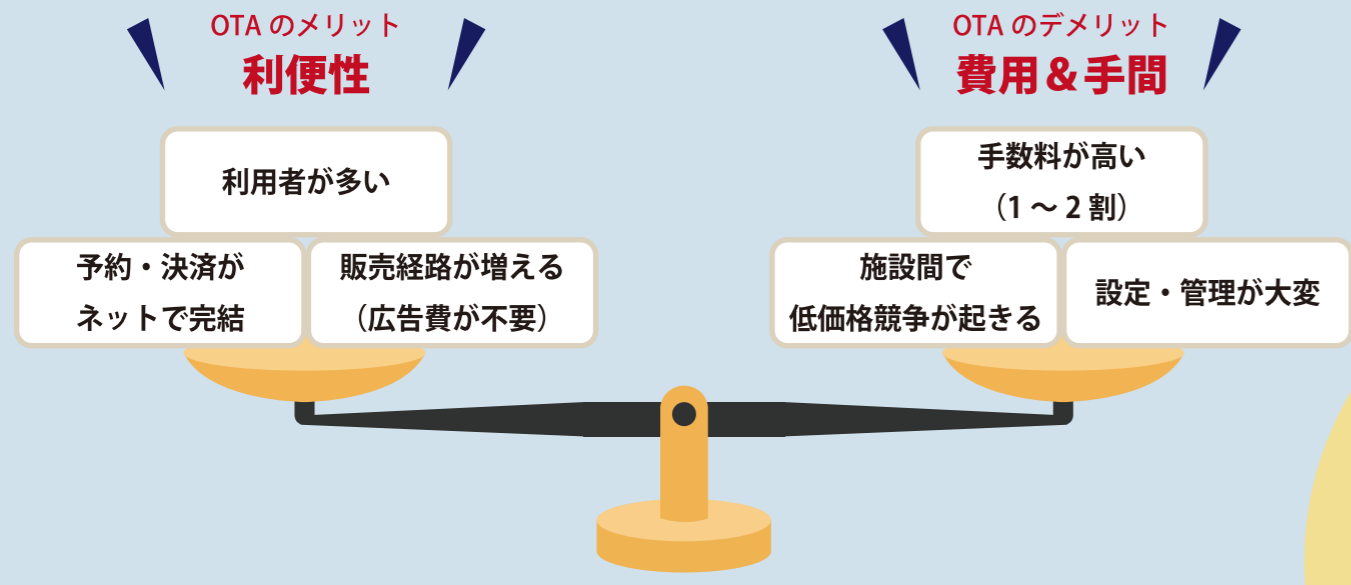 OTA のメリット
利便性
利用者が多い
予約・決済が
ネットで完結
販売経路が増える
（広告費が不要）
OTA のデメリット
費用＆手間
手数料が高い
（1 〜 2 割）
施設間で
低価格競争が起きる
設定・管理が大変